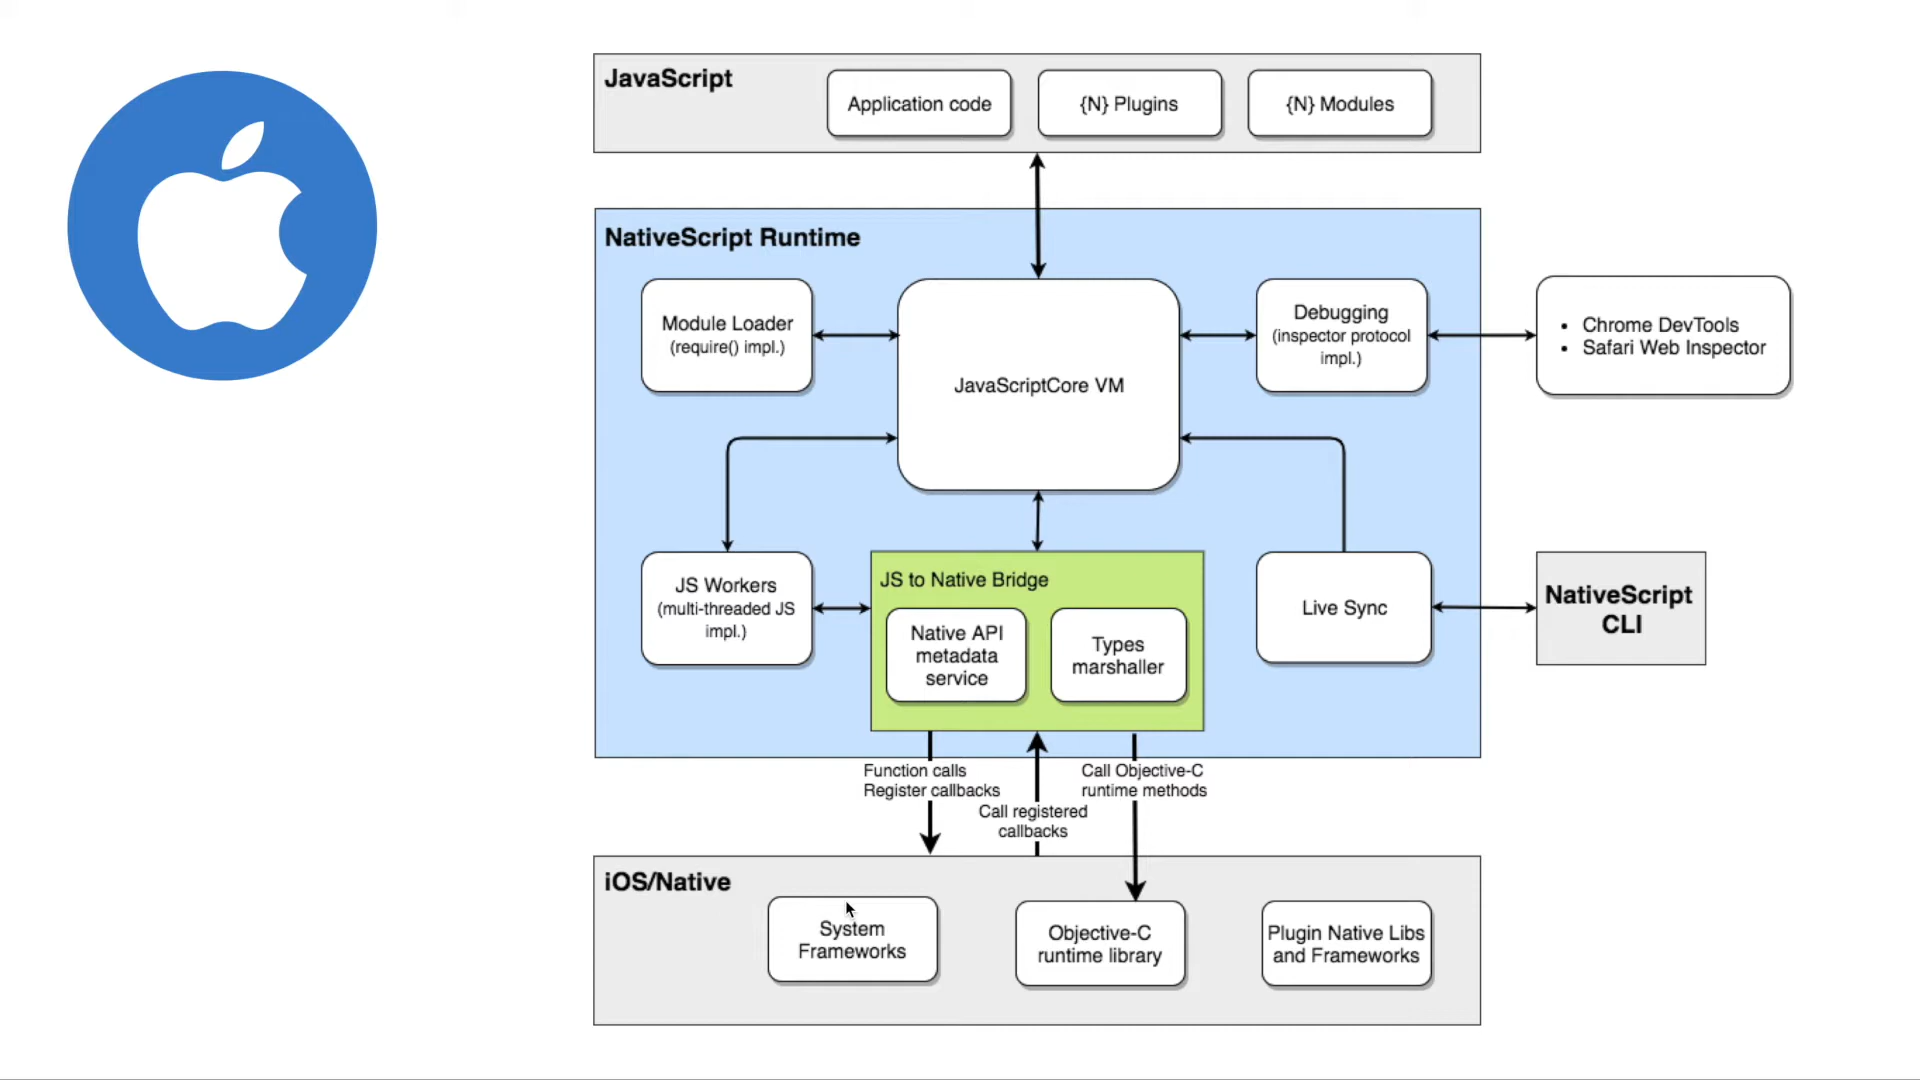 JavaScript
Application code
{N} Plugins
{N} Modules
NativeScript Runtime
Module Loader
(require() impl.)
JavaScriptCore VM
Debugging
(inspector protocol
impl.)
• Chrome DevTools
• Safari Web Inspector
JS Workers
(multi-threaded JS
impl.)
JS to Native Bridge
Native API
metadata
service
Types
marshaller
Live Sync
NativeScript
CLI
Function calls
Register callbacks
Call registered
callbacks
Call Objective-C
runtime methods
iOS/Native
System
Frameworks
Objective-C
runtime library
Plugin Native Libs
and Frameworks